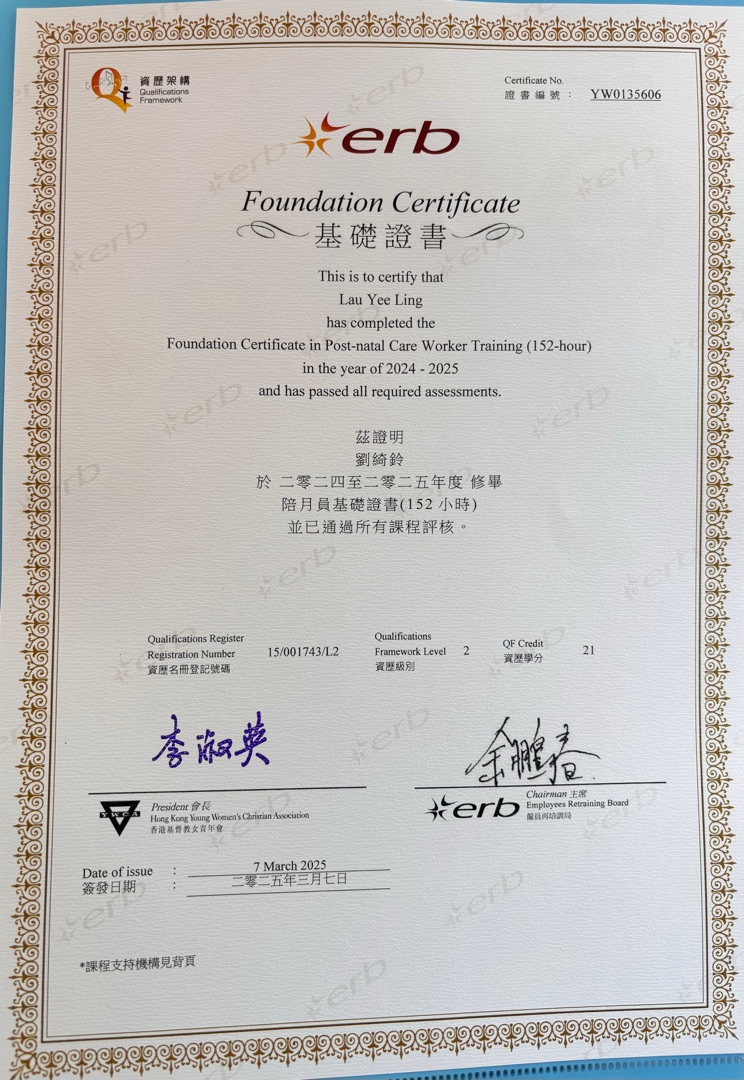 資歷架構
Qualifications
Framework
Certificate No.
證書編號： YW0135606
erb
Foundation Certificate
基礎證書
This is to certify that
Lau Yee Ling
has completed the
Foundation Certificate in Post-natal Care Worker Training (152-hour)
in the year of 2024 - 2025
and has passed all required assessments.
茲證明
劉綺鈴
於 二零二四至二零二五年度 修畢
陪月員基礎證書(152 小時)
並已通過所有課程評核。
Qualifications Register
Registration Number 15/001743/L2
資歷名冊登記號碼
Qualifications
Framework Level 2
資歷級別
QF Credit 21
資歷學分
李淑英
余鵬春
YWCA
President 會長
Hong Kong Young Women's Christian Association
香港基督教女青年會
erb
Chairman 主席
Employees Retraining Board
僱員再培訓局
Date of issue : 7 March 2025
簽發日期 : 二零二五年三月七日
*課程支持機構見背頁